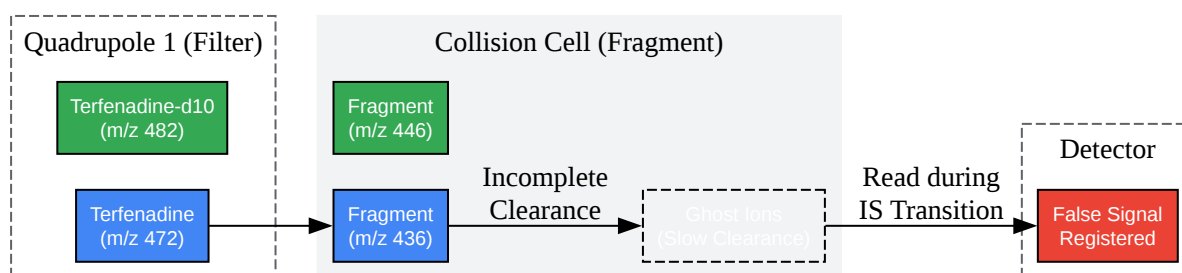 Quadrupole 1 (Filter)
Terfenadine-d10
(m/z 482)
Terfenadine
(m/z 472)
Collision Cell (Fragment)
Fragment
(m/z 446)
Fragment
(m/z 436)
Incomplete
Clearance
Ghost Ions
(Slow Clearance)
Read during
IS Transition
Detector
False Signal
Registered